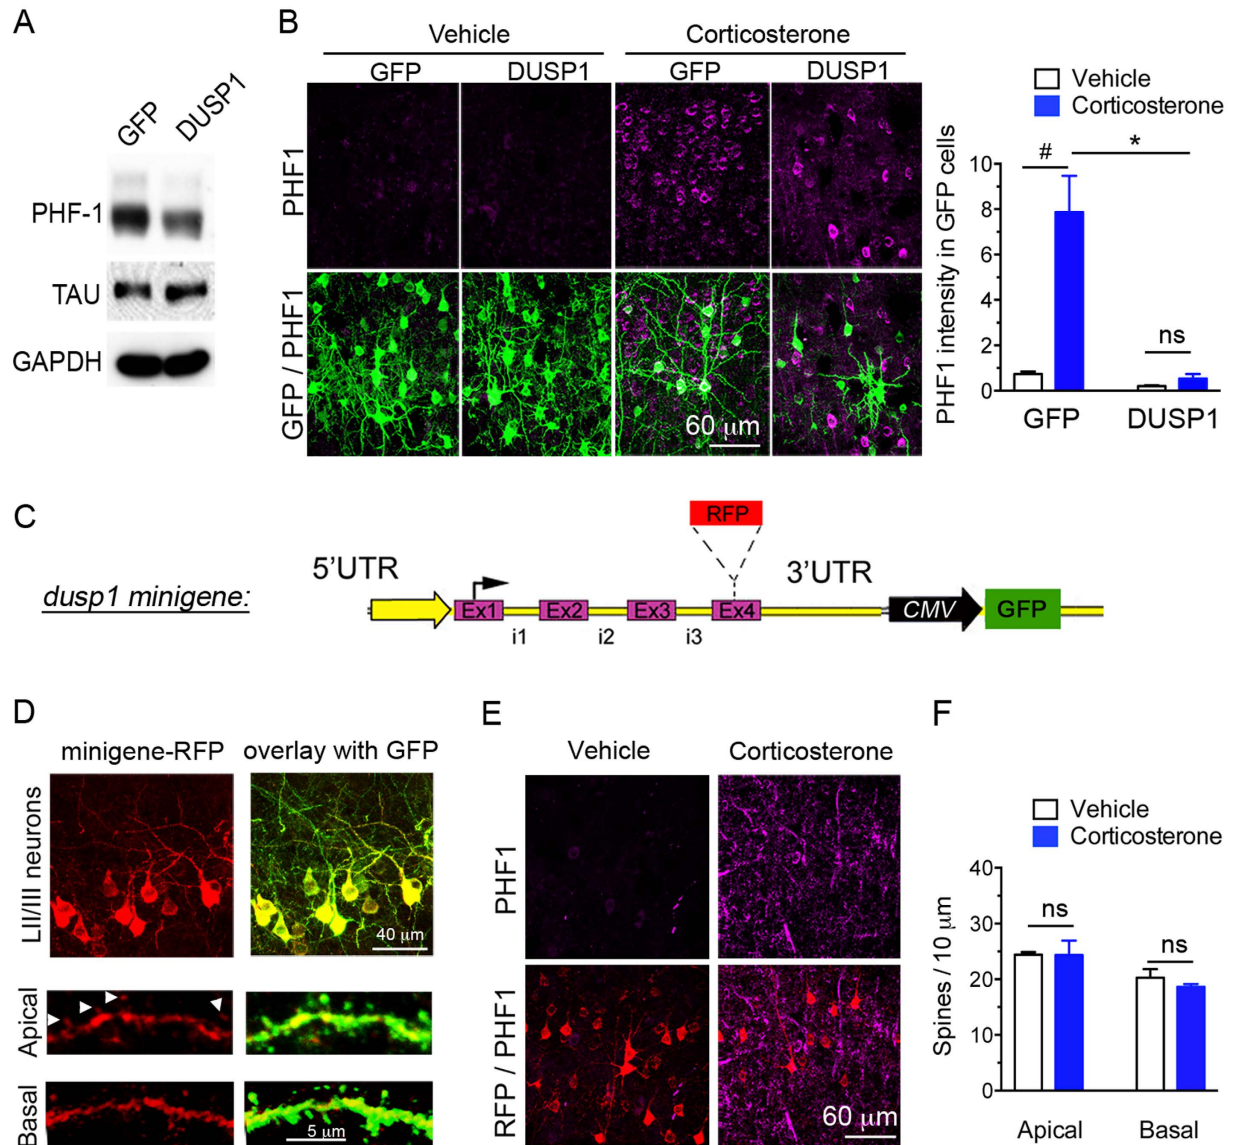 A
GFP
DUSP1
PHF-1
TAU
GAPDH
B
Vehicle
Corticosterone
GFP
DUSP1
GFP
DUSP1
PHF1
GFP / PHF1
60 μm
Vehicle
Corticosterone
PHF1 intensity in GFP cells
10
8
6
4
2
0
#
*
ns
GFP
DUSP1
C
dusp1 minigene:
5'UTR
RFP
3'UTR
Ex1
Ex2
Ex3
Ex4
CMV
GFP
i1
i2
i3
D
minigene-RFP
overlay with GFP
LII/III neurons
40 μm
Apical
Basal
5 μm
E
Vehicle
Corticosterone
PHF1
RFP / PHF1
60 μm
F
Vehicle
Corticosterone
Spines / 10 μm
40
30
20
10
0
ns
ns
Apical
Basal